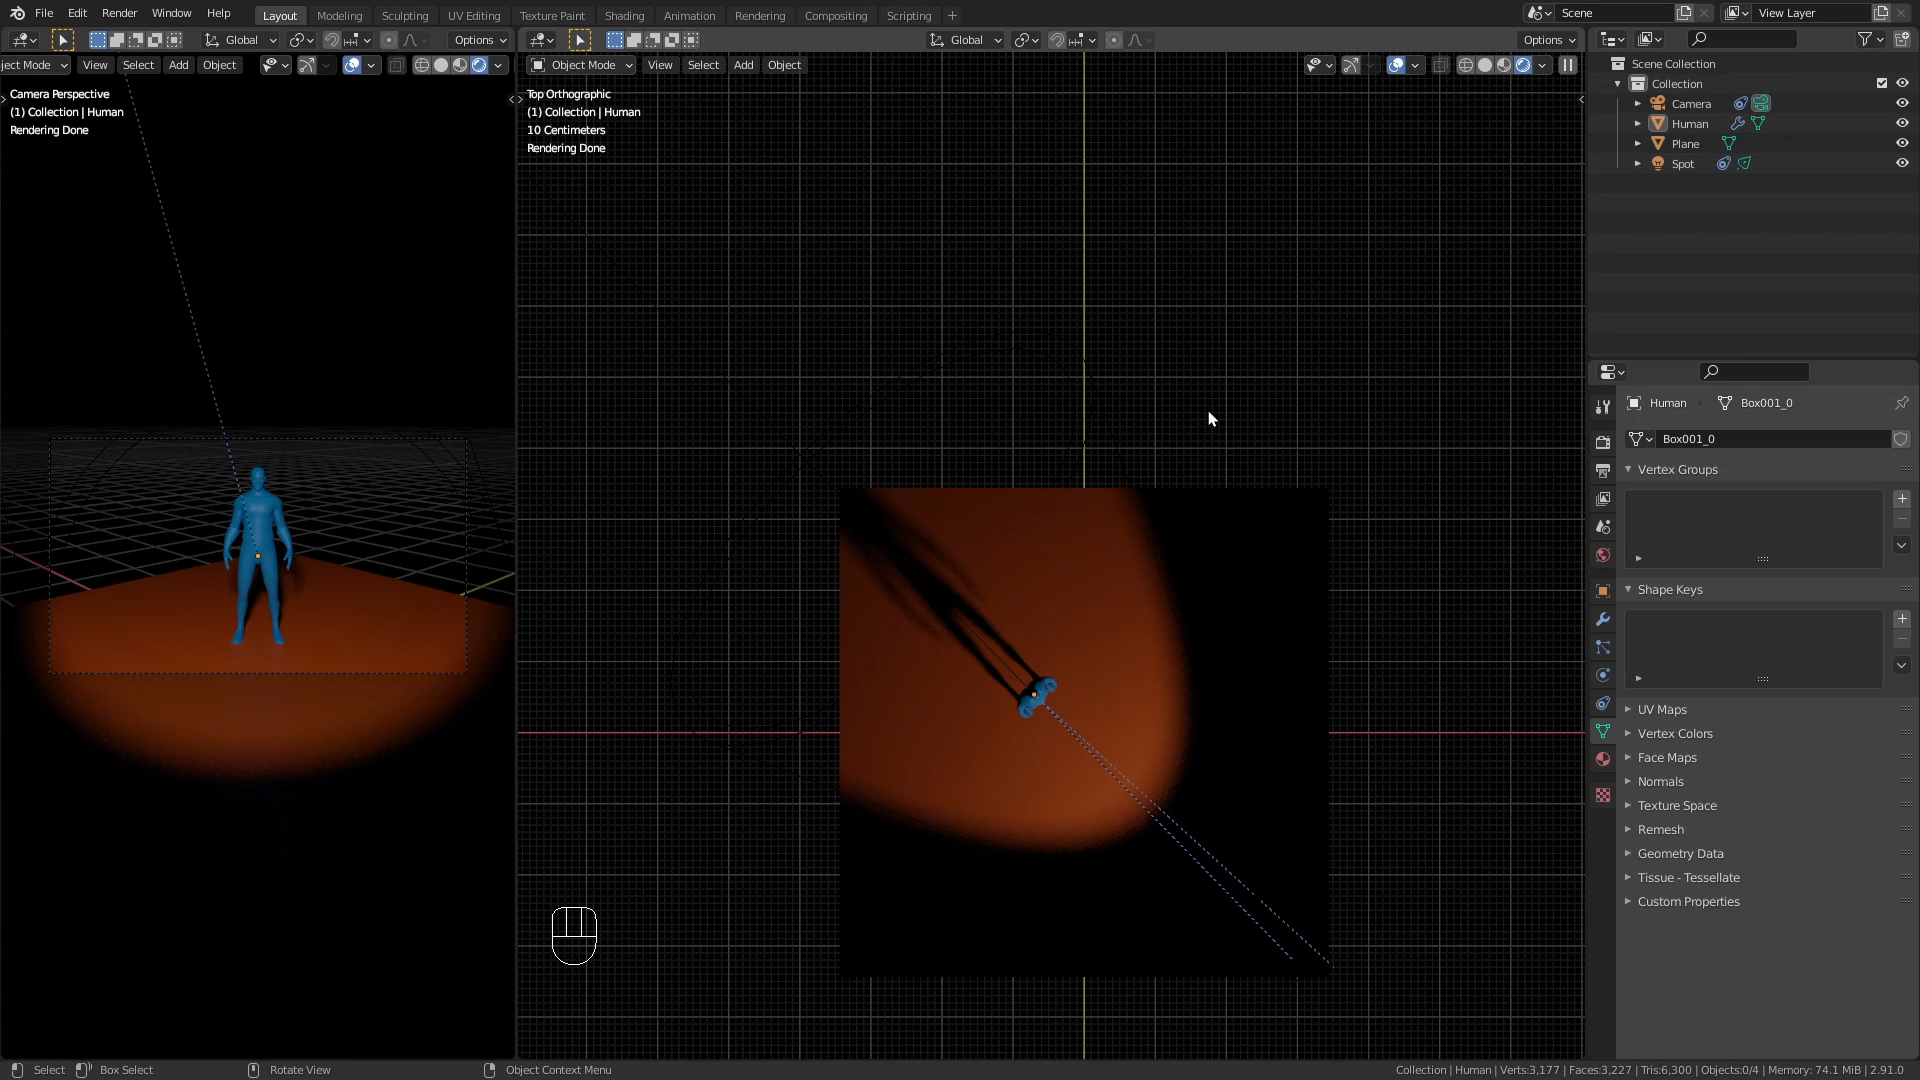 File Edit Render Window Help Layout Modeling Sculpting UV Editing Texture Paint Shading Animation Rendering Compositing Scripting + Scene View Layer
Global Options Global Options
ject Mode View Select Add Object Object Mode View Select Add Object
Camera Perspective
(1) Collection | Human
Rendering Done
Top Orthographic
(1) Collection | Human
10 Centimeters
Rendering Done
Scene Collection
Collection
Camera
Human
Plane
Spot
Human Box001_0
Box001_0
Vertex Groups
Shape Keys
UV Maps
Vertex Colors
Face Maps
Normals
Texture Space
Remesh
Geometry Data
Tissue - Tessellate
Custom Properties
Select Box Select Rotate View Object Context Menu Collection | Human | Verts:3,177 | Faces:3,227 | Tris:6,300 | Objects:0/4 | Memory: 74.1 MiB | 2.91.0